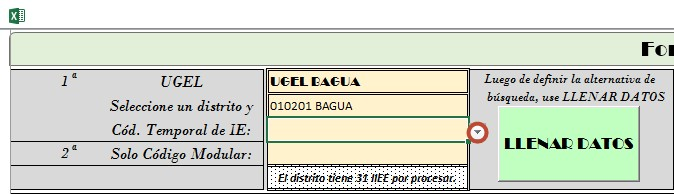 For
1ª UGEL UGEL BAGUA Luego de definir la alternativa de
Seleccione un distrito y 010201 BAGUA búsqueda, use LLENAR DATOS
Cód. Temporal de IE:
LLENAR DATOS
2ª Solo Código Modular:
El distrito tiene 31 IIEE por procesar.